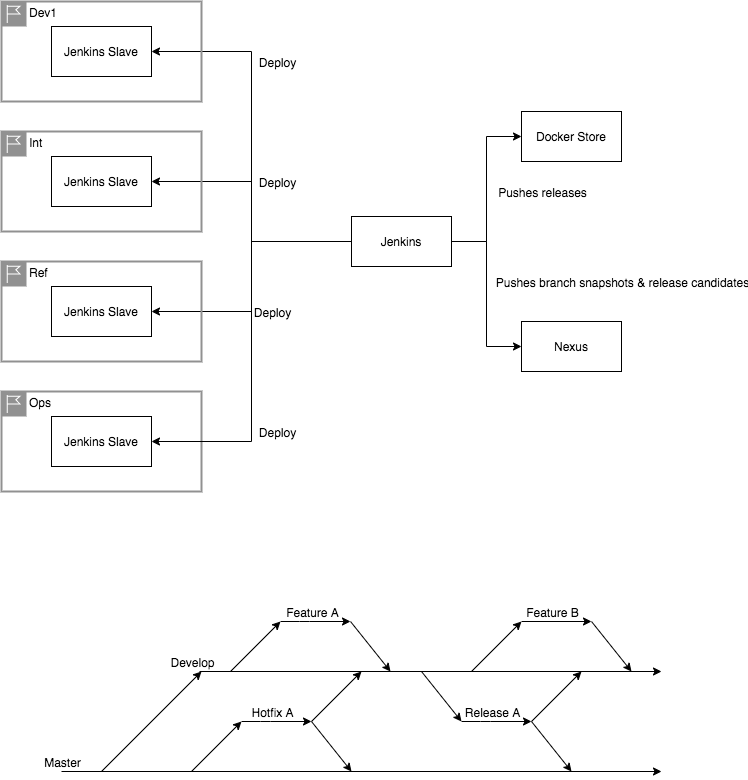 Dev1
Jenkins Slave
Deploy
Int
Jenkins Slave
Deploy
Ref
Jenkins Slave
Deploy
Ops
Jenkins Slave
Deploy
Jenkins
Docker Store
Pushes releases
Pushes branch snapshots & release candidates
Nexus
Feature A
Feature B
Develop
Hotfix A
Release A
Master